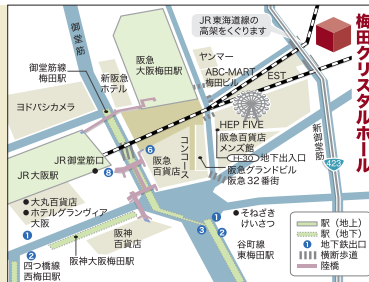 JR東海道線の
高架をくぐります
梅田クリスタルホール
御堂筋
御堂筋線
梅田駅
新阪急
ホテル
阪急
大阪梅田駅
ヤンマー
ABC-MART
梅田ビル
EST
ヨドバシカメラ
HEP FIVE
阪急百貨店
メンズ館
H-30 地下出入口
阪急グランドビル
阪急32番街
新御堂筋
423
コンコース
JR御堂筋口
JR大阪駅
6
8
阪急
百貨店
大丸百貨店
ホテルグランヴィア
大阪
阪神
百貨店
阪神大阪梅田駅
1
2
四つ橋線
西梅田駅
そねざき
けいさつ
1
2
3
谷町線
東梅田駅
駅（地上）
駅（地下）
1 地下鉄出口
横断歩道
陸橋